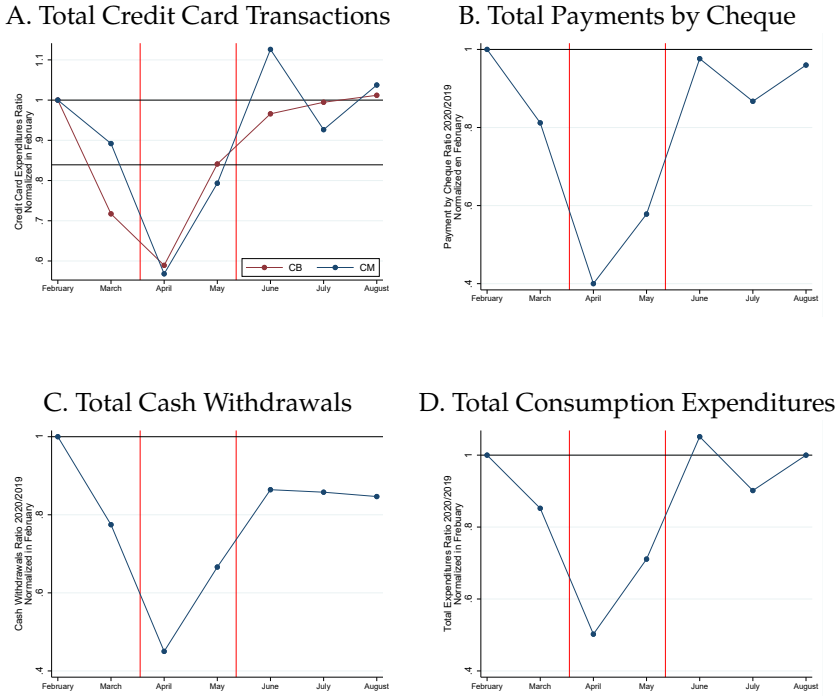 A. Total Credit Card Transactions
Credit Card Expenditures Ratio
Normalized in February
1.1
1
.9
.8
.7
.6
CB
CM
February
March
April
May
June
July
August
B. Total Payments by Cheque
Payment by Cheque Ratio 2020/2019
Normalized en February
1
.8
.6
.4
February
March
April
May
June
July
August
C. Total Cash Withdrawals
Cash Withdrawals Ratio 2020/2019
Normalized in February
1
.8
.6
.4
February
March
April
May
June
July
August
D. Total Consumption Expenditures
Total Expenditures Ratio 2020/2019
Normalized in Frebuary
1
.8
.6
.4
February
March
April
May
June
July
August